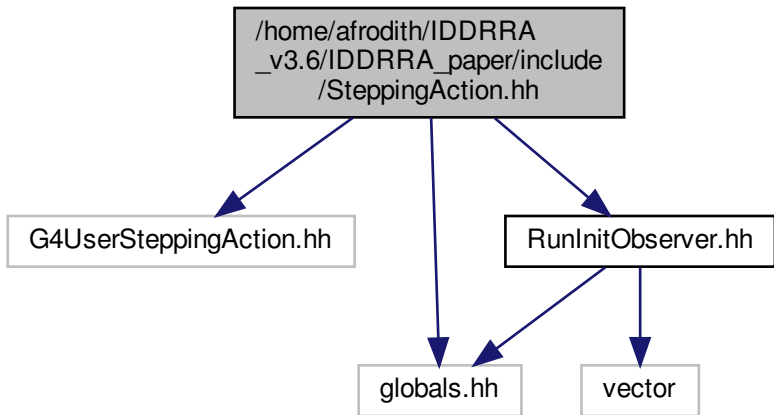 /home/afrodith/IDDRRA
_v3.6/IDDRRA_paper/include
/SteppingAction.hh
G4UserSteppingAction.hh
RunInitObserver.hh
globals.hh
vector